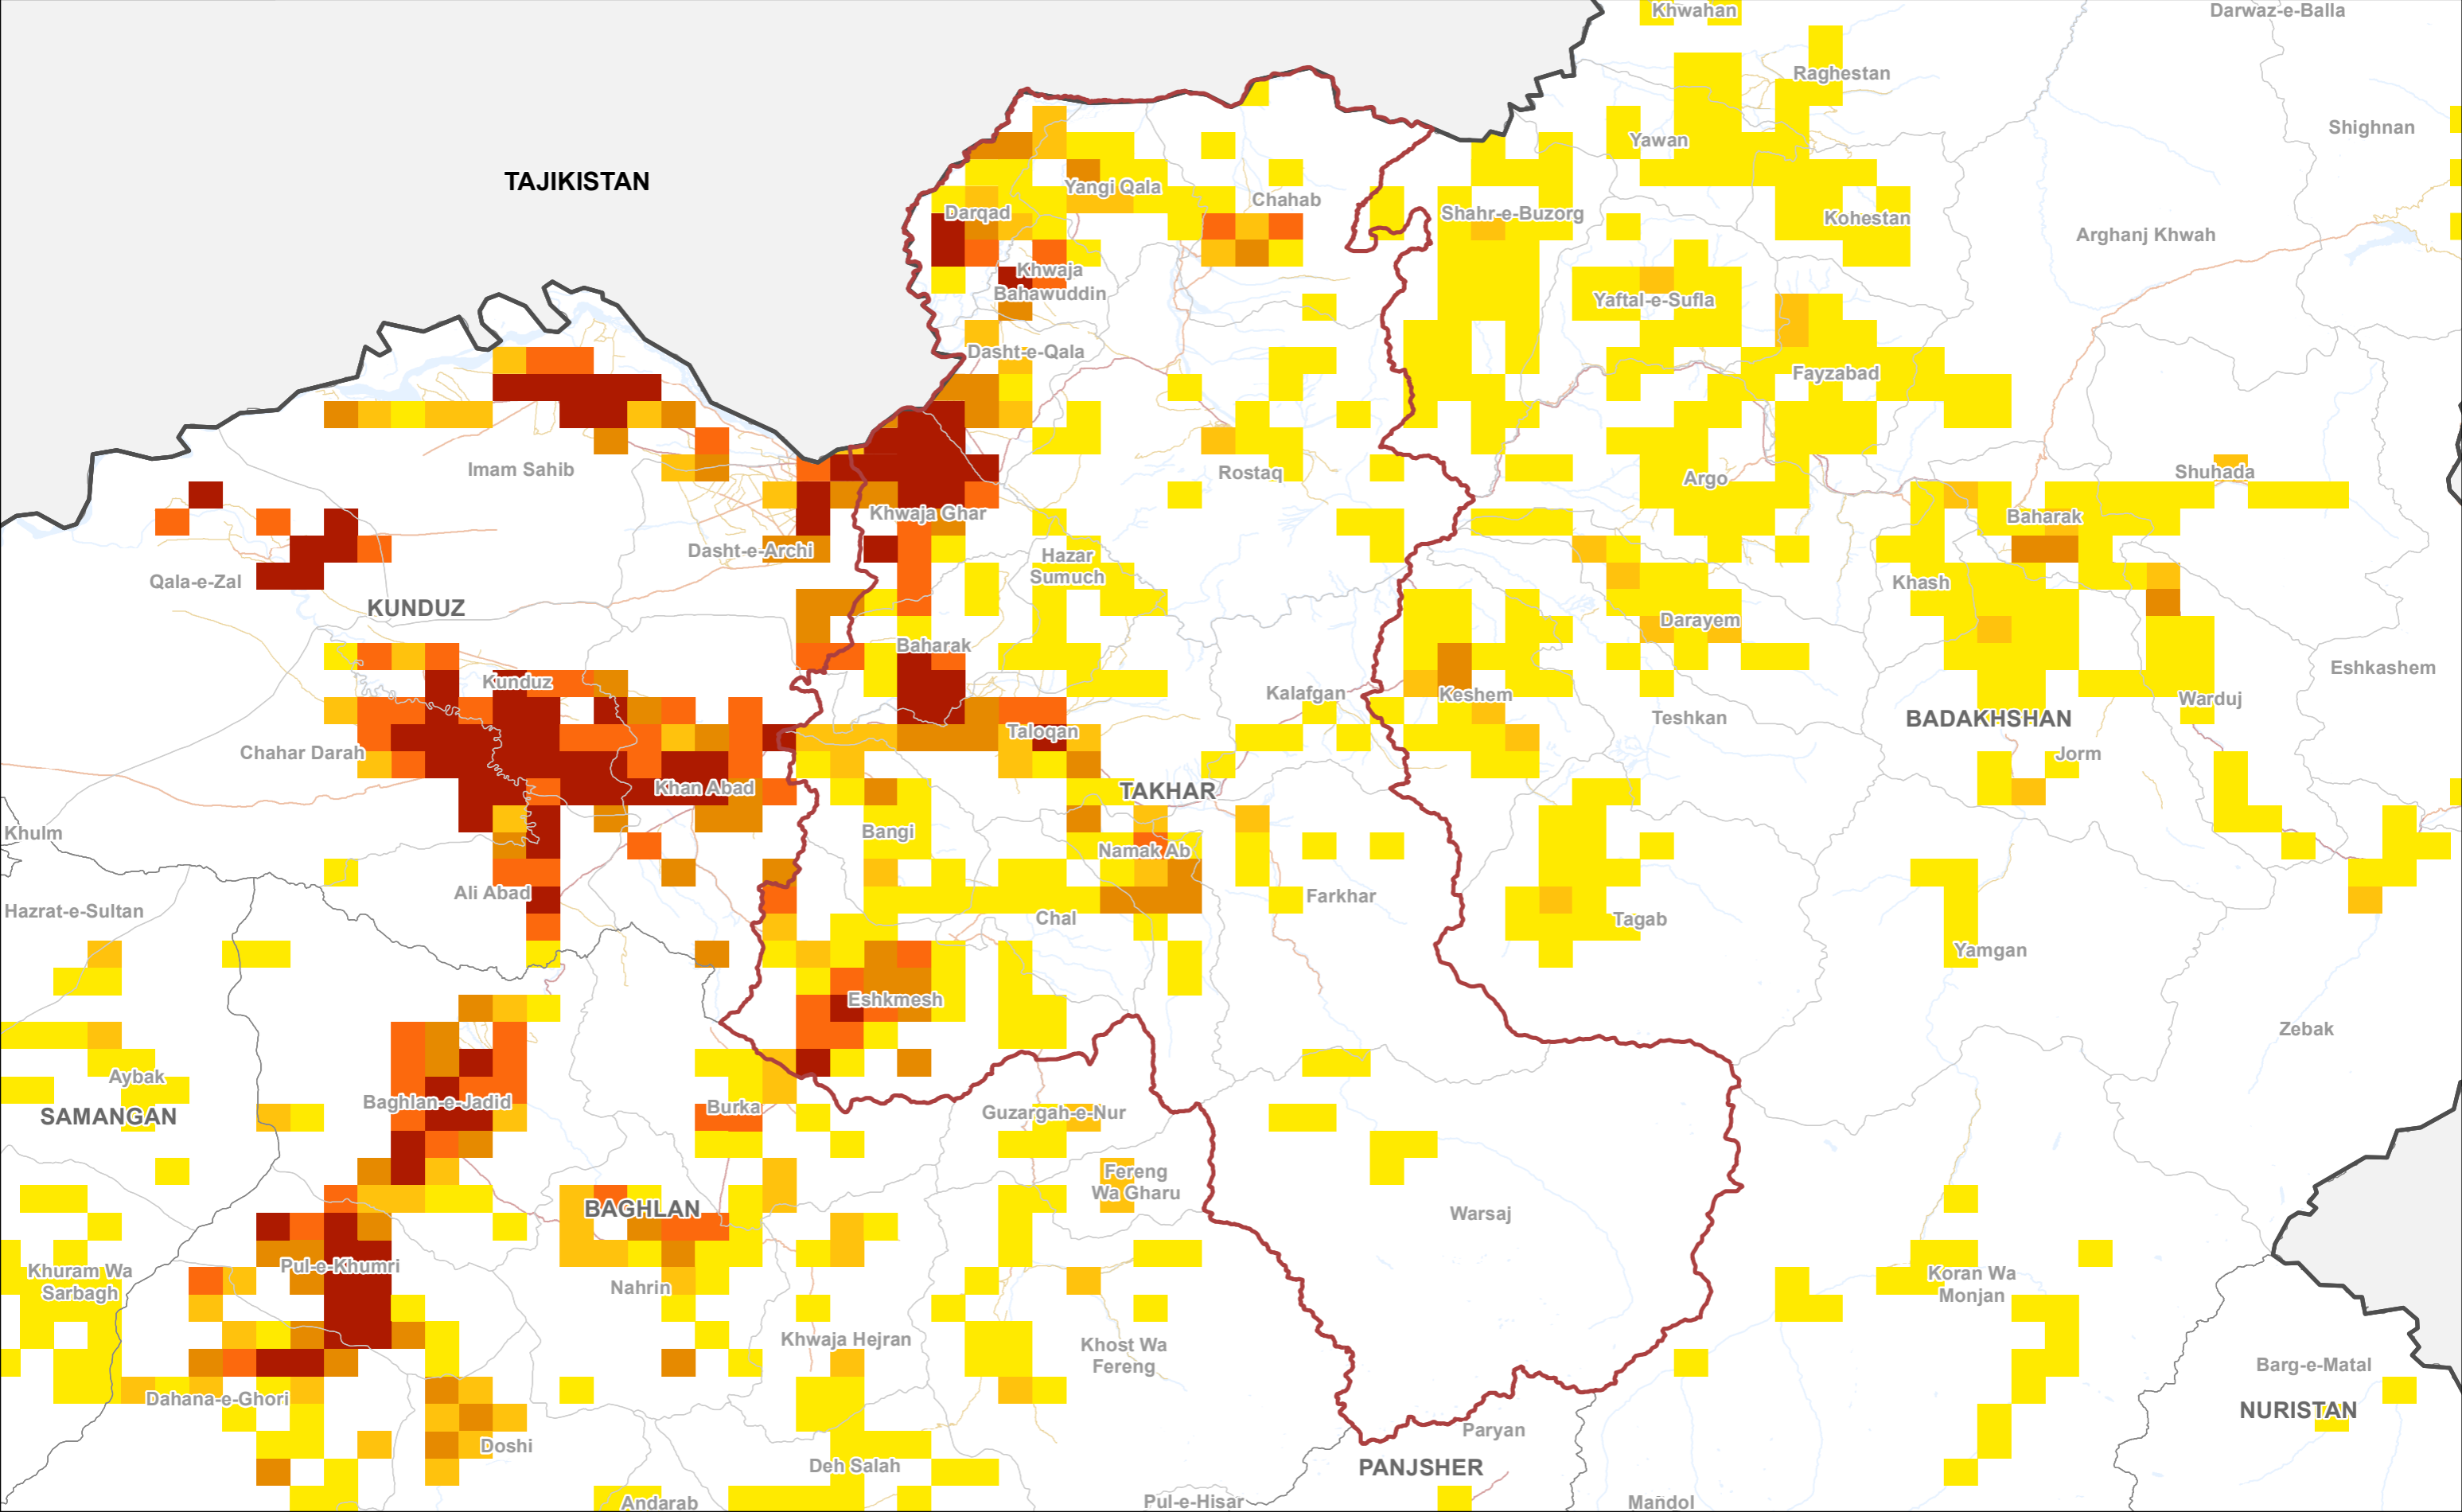 Khwahan
Darwaz-e-Balla
Raghestan
Shighnan
Yawan
TAJIKISTAN
Yangi Qala
Chahab
Darqad
Shahr-e-Buzorg
Kohestan
Arghanj Khwah
Khwaja
Bahawuddin
Yaftal-e-Sufla
Dasht-e-Qala
Fayzabad
Imam Sahib
Rostaq
Argo
Shuhada
Khwaja Ghar
Baharak
Dasht-e-Archi
Hazar
Sumuch
Qala-e-Zal
Khash
KUNDUZ
Darayem
Baharak
Eshkashem
Kunduz
Kalafgan
Keshem
Warduj
Teshkan
BADAKHSHAN
Taloqan
Chahar Darah
Jorm
Khan Abad
TAKHAR
Khulm
Bangi
Namak Ab
Ali Abad
Farkhar
Hazrat-e-Sultan
Chal
Tagab
Yamgan
Eshkmesh
Zebak
Aybak
Baghlan-e-Jadid
Burka
Guzargah-e-Nur
SAMANGAN
Fereng
Wa Gharu
BAGHLAN
Warsaj
Pul-e-Khumri
Khuram Wa
Sarbagh
Nahrin
Koran Wa
Monjan
Khwaja Hejran
Khost Wa
Fereng
Barg-e-Matal
Dahana-e-Ghori
NURISTAN
Paryan
Doshi
Deh Salah
PANJSHER
Andarab
Pul-e-Hisar
Mandol